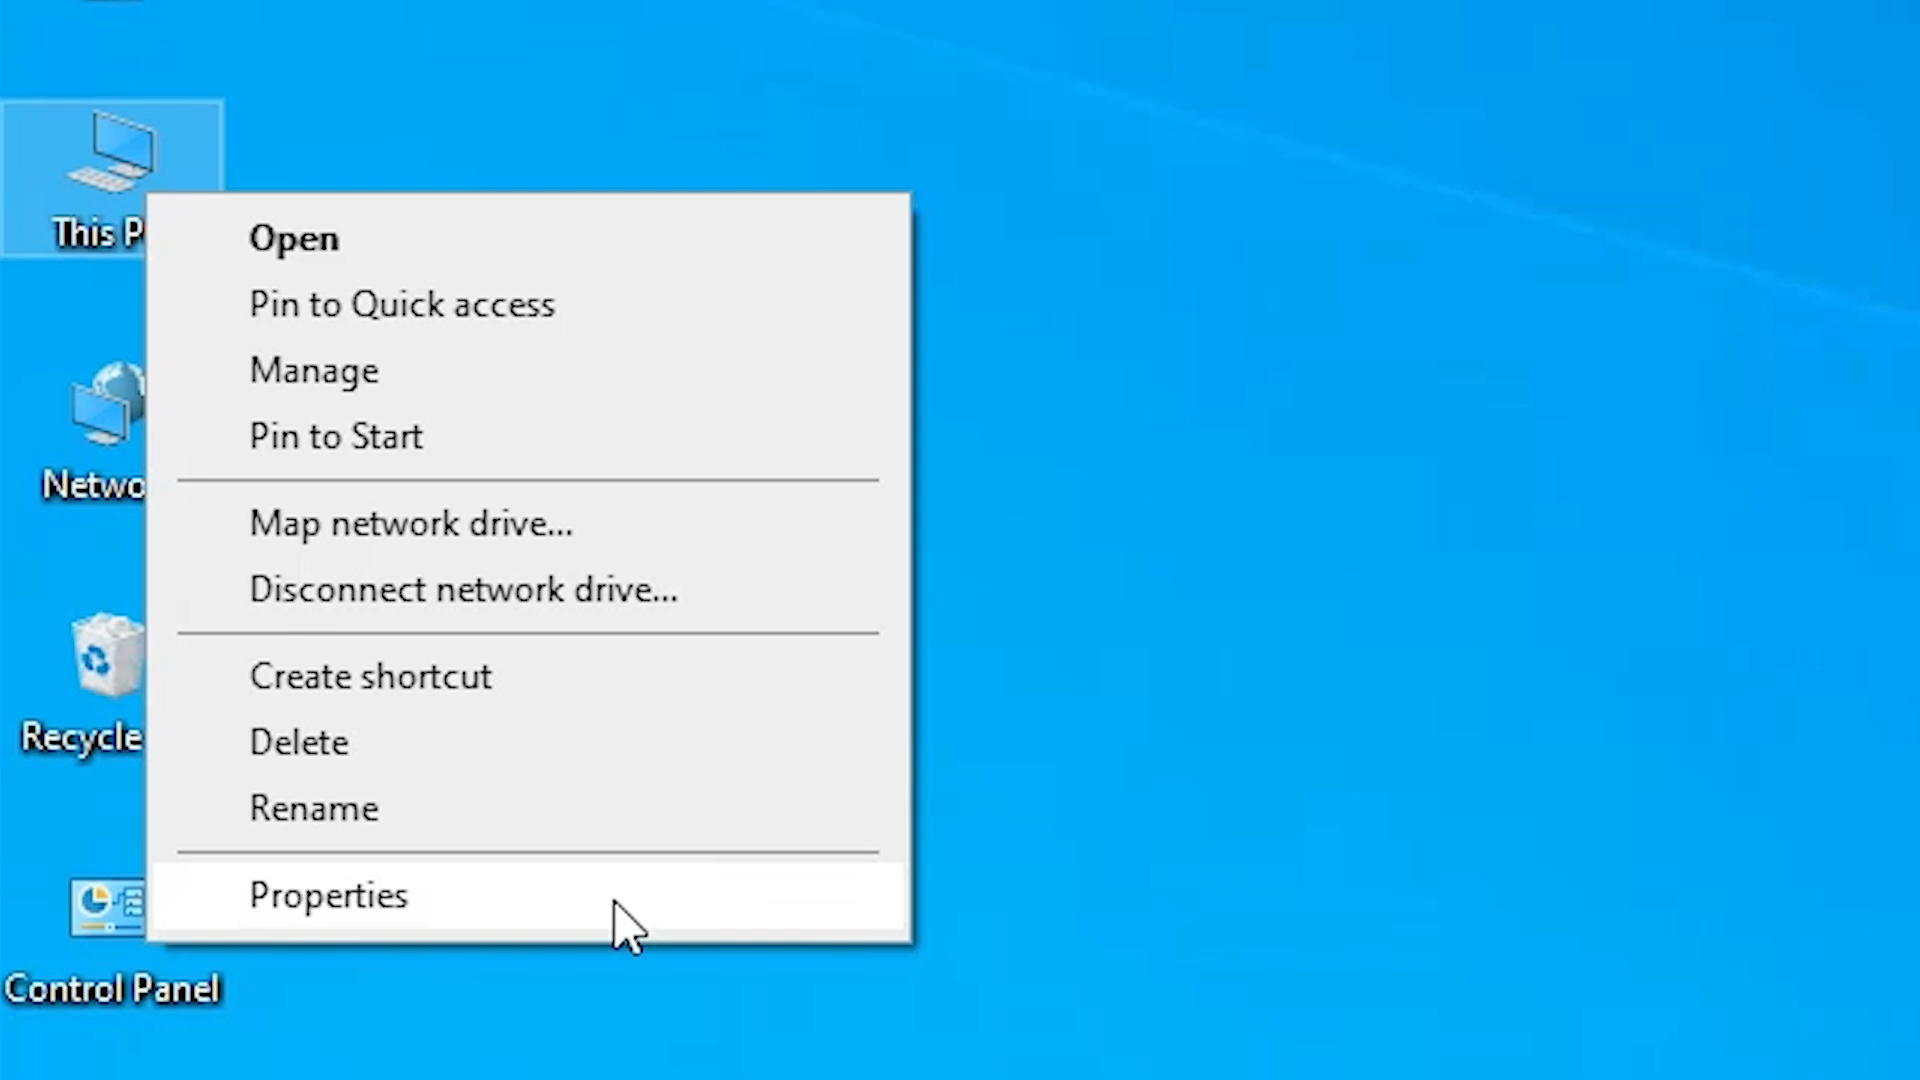 This P
Open
Pin to Quick access
Manage
Pin to Start
Netwo
Map network drive...
Disconnect network drive...
Create shortcut
Delete
Recycle
Rename
Properties
Control Panel